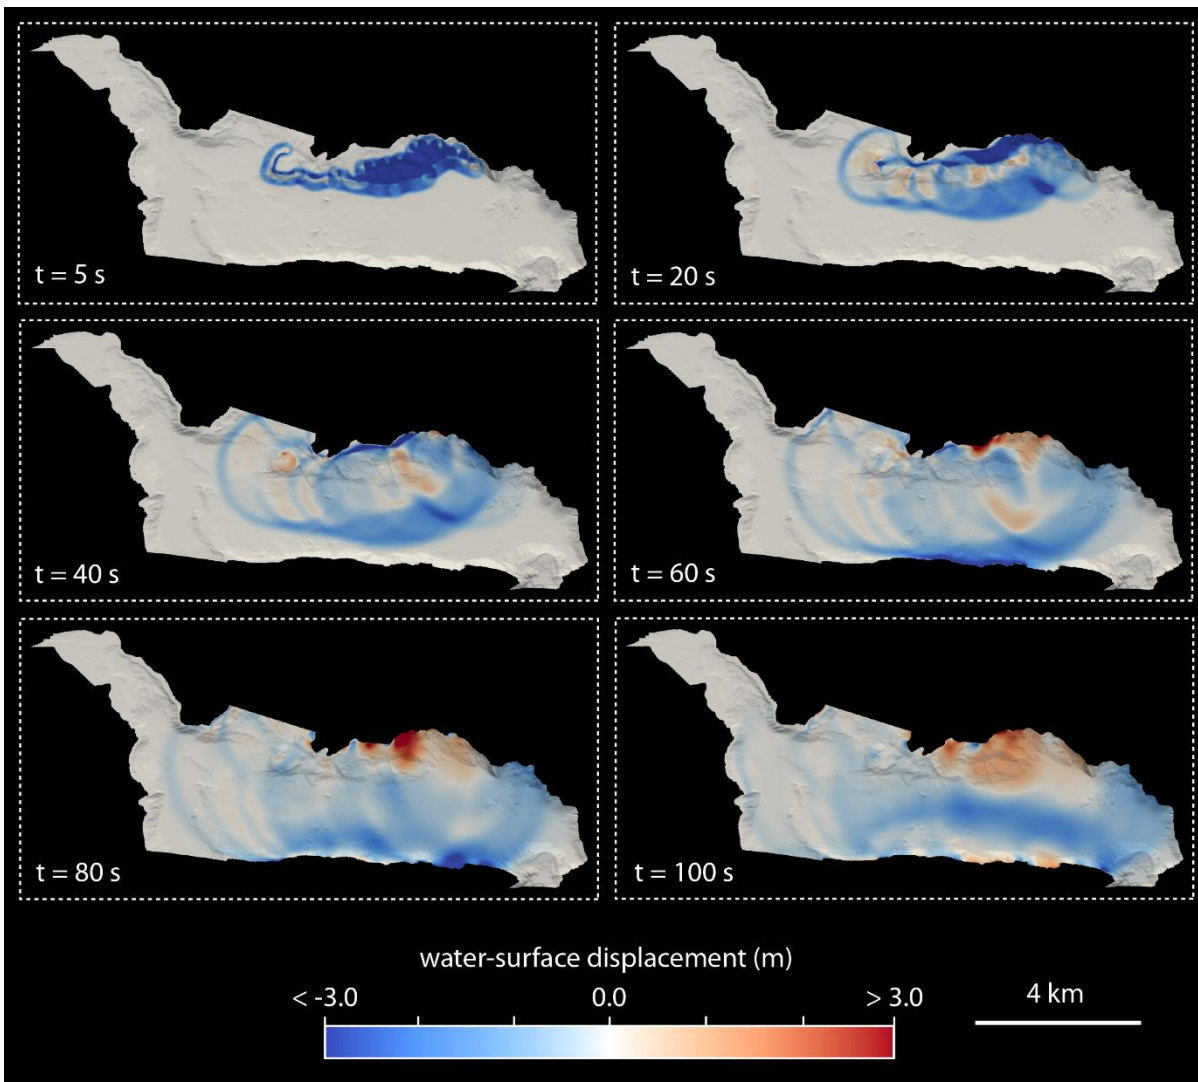 t = 5 s
t = 20 s
t = 40 s
t = 60 s
t = 80 s
t = 100 s
water-surface displacement (m)
< -3.0 0.0 > 3.0
4 km